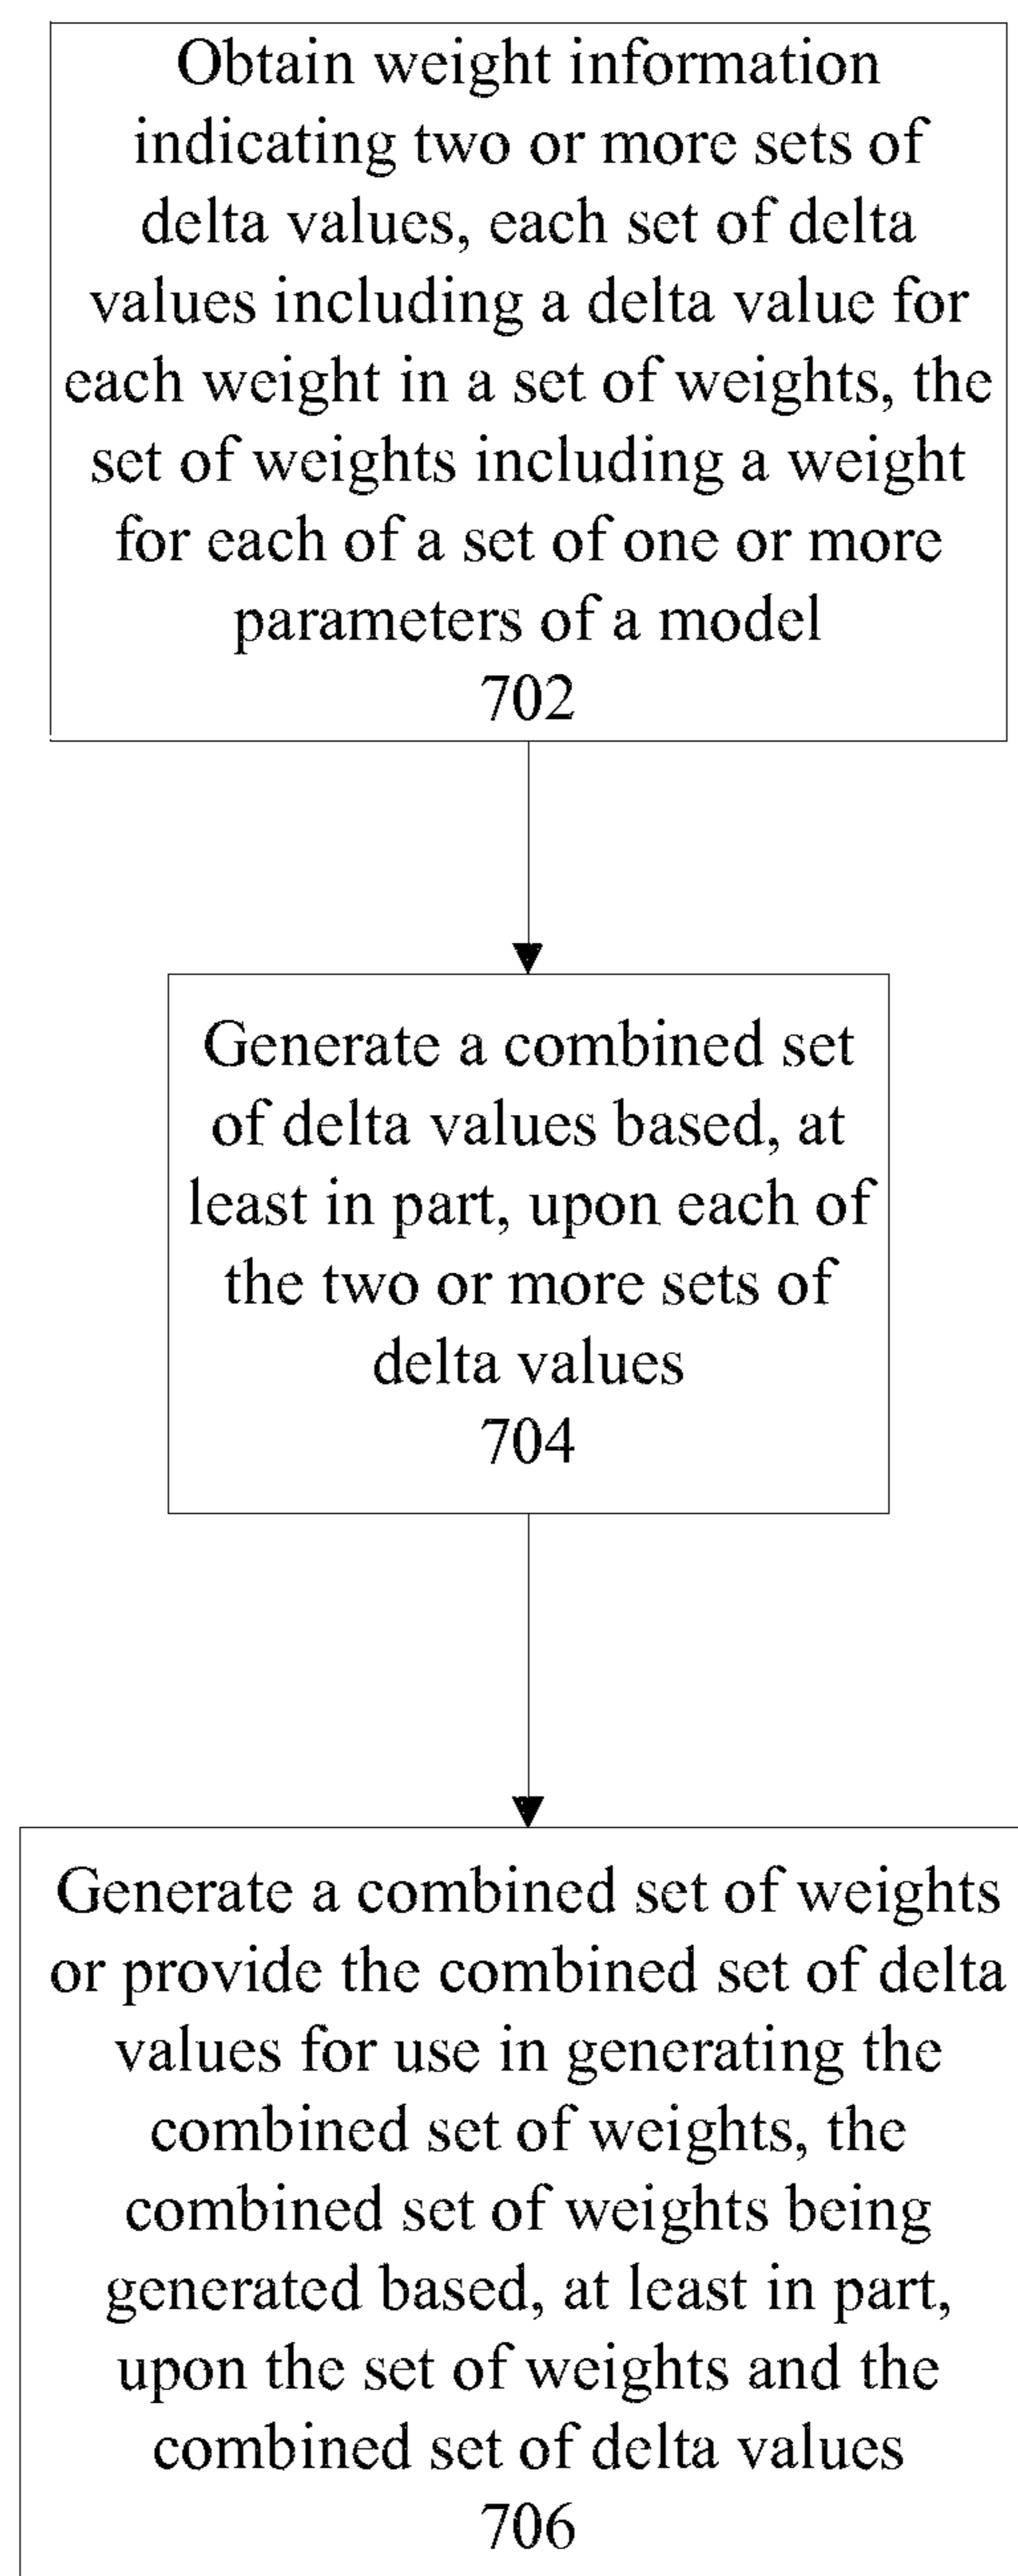 Obtain weight information
indicating two or more sets of
delta values, each set of delta
values including a delta value for
each weight in a set of weights, the
set of weights including a weight
for each of a set of one or more
parameters of a model
702
Generate a combined set
of delta values based, at
least in part, upon each of
the two or more sets of
delta values
704
Generate a combined set of weights
or provide the combined set of delta
values for use in generating the
combined set of weights, the
combined set of weights being
generated based, at least in part,
upon the set of weights and the
combined set of delta values
706